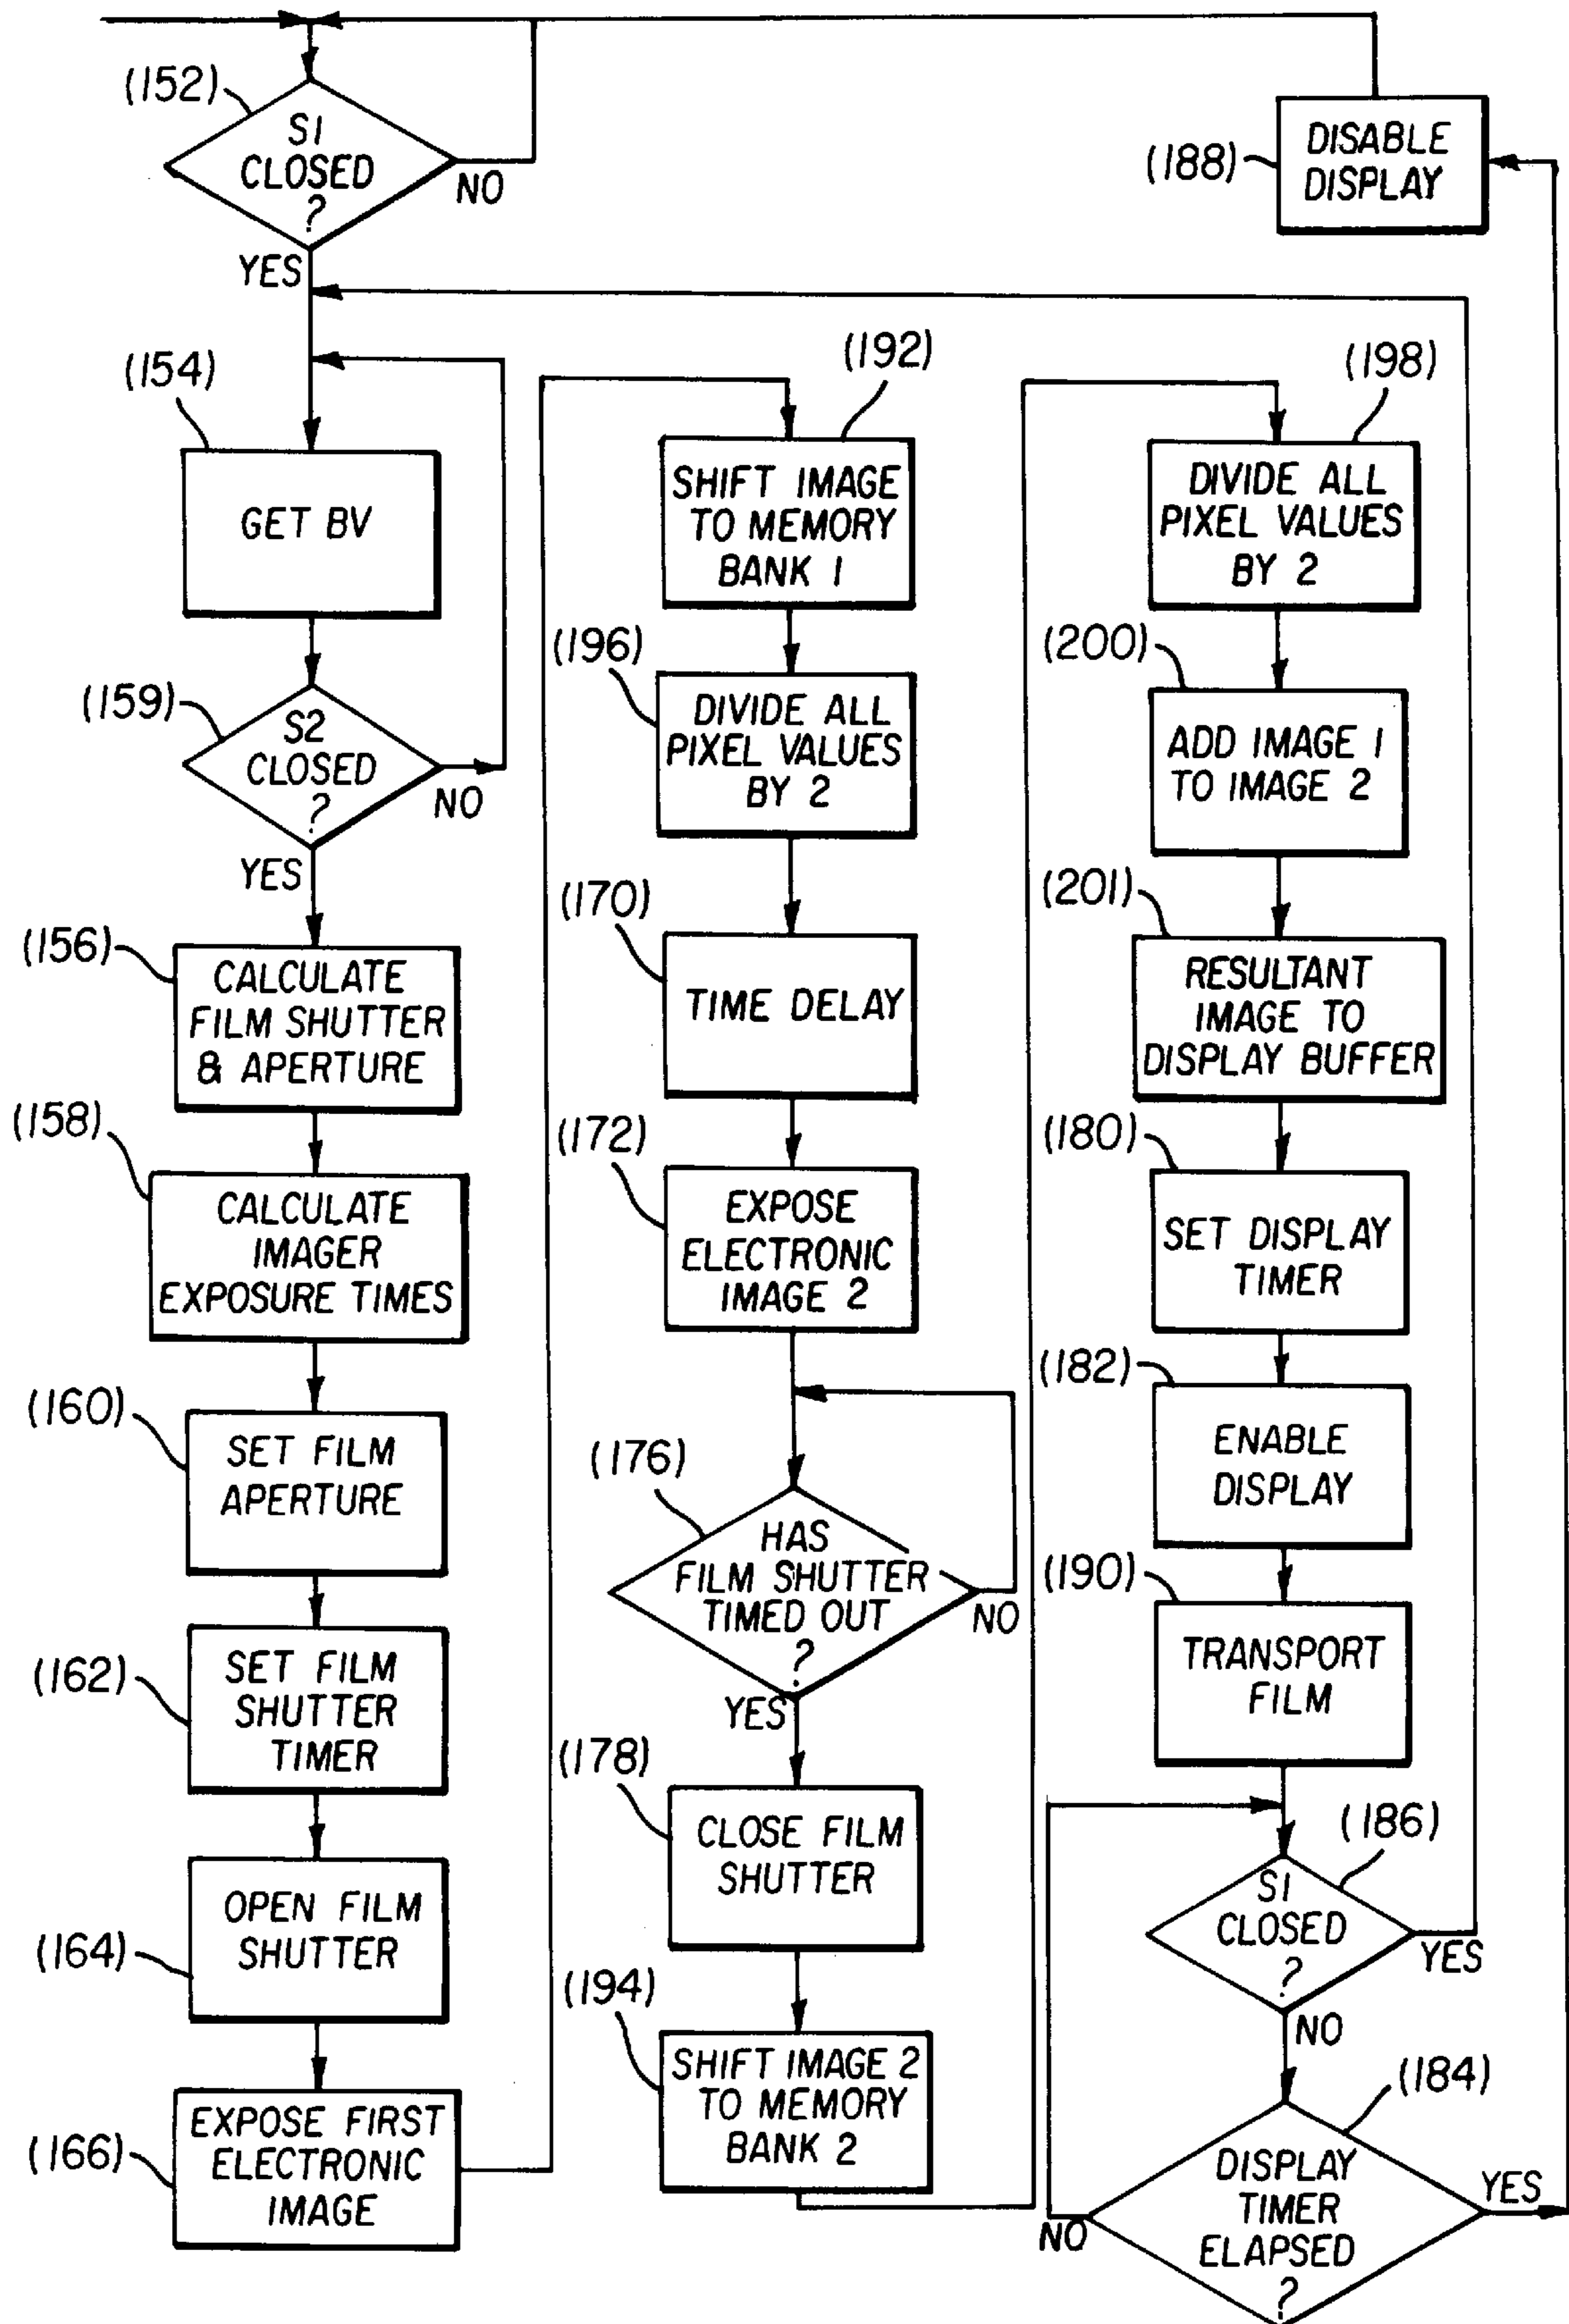 (152)
S1
CLOSED
?
NO
YES
(188)
DISABLE
DISPLAY
(154)
GET BV
(159)
S2
CLOSED
?
NO
YES
(156)
CALCULATE
FILM SHUTTER
& APERTURE
(158)
CALCULATE
IMAGER
EXPOSURE TIMES
(160)
SET FILM
APERTURE
(162)
SET FILM
SHUTTER
TIMER
(164)
OPEN FILM
SHUTTER
(166)
EXPOSE FIRST
ELECTRONIC
IMAGE
(192)
SHIFT IMAGE
TO MEMORY
BANK 1
(196)
DIVIDE ALL
PIXEL VALUES
BY 2
(170)
TIME DELAY
(172)
EXPOSE
ELECTRONIC
IMAGE 2
(176)
HAS
FILM SHUTTER
TIMED OUT
?
NO
YES
(178)
CLOSE FILM
SHUTTER
(194)
SHIFT IMAGE 2
TO MEMORY
BANK 2
(198)
DIVIDE ALL
PIXEL VALUES
BY 2
(200)
ADD IMAGE 1
TO IMAGE 2
(201)
RESULTANT
IMAGE TO
DISPLAY BUFFER
(180)
SET DISPLAY
TIMER
(182)
ENABLE
DISPLAY
(190)
TRANSPORT
FILM
(186)
S1
CLOSED
?
YES
NO
(184)
DISPLAY
TIMER
ELAPSED
?
YES
NO